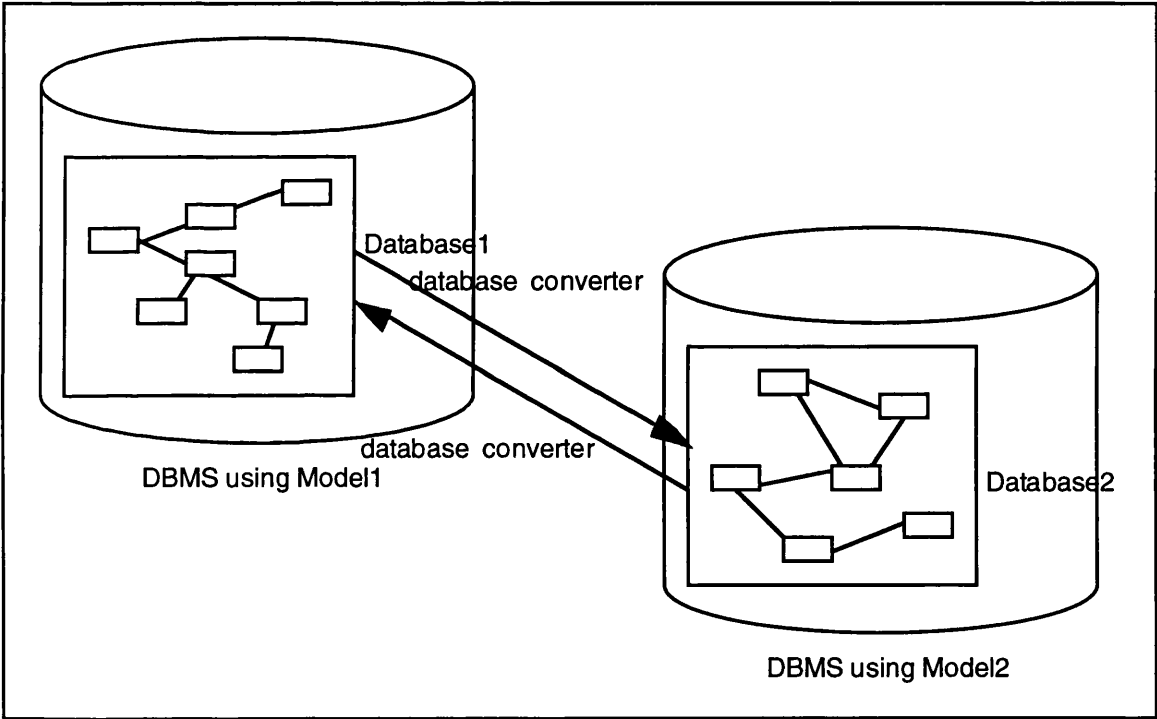 Database1
database converter
database converter
DBMS using Model1
Database2
DBMS using Model2